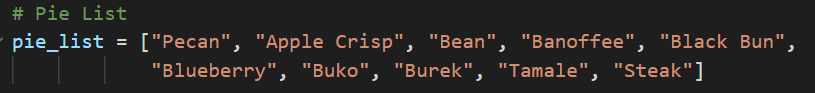 # Pie List
pie_list = ["Pecan", "Apple Crisp", "Bean", "Banoffee", "Black Bun",
"Blueberry", "Buko", "Burek", "Tamale", "Steak"]